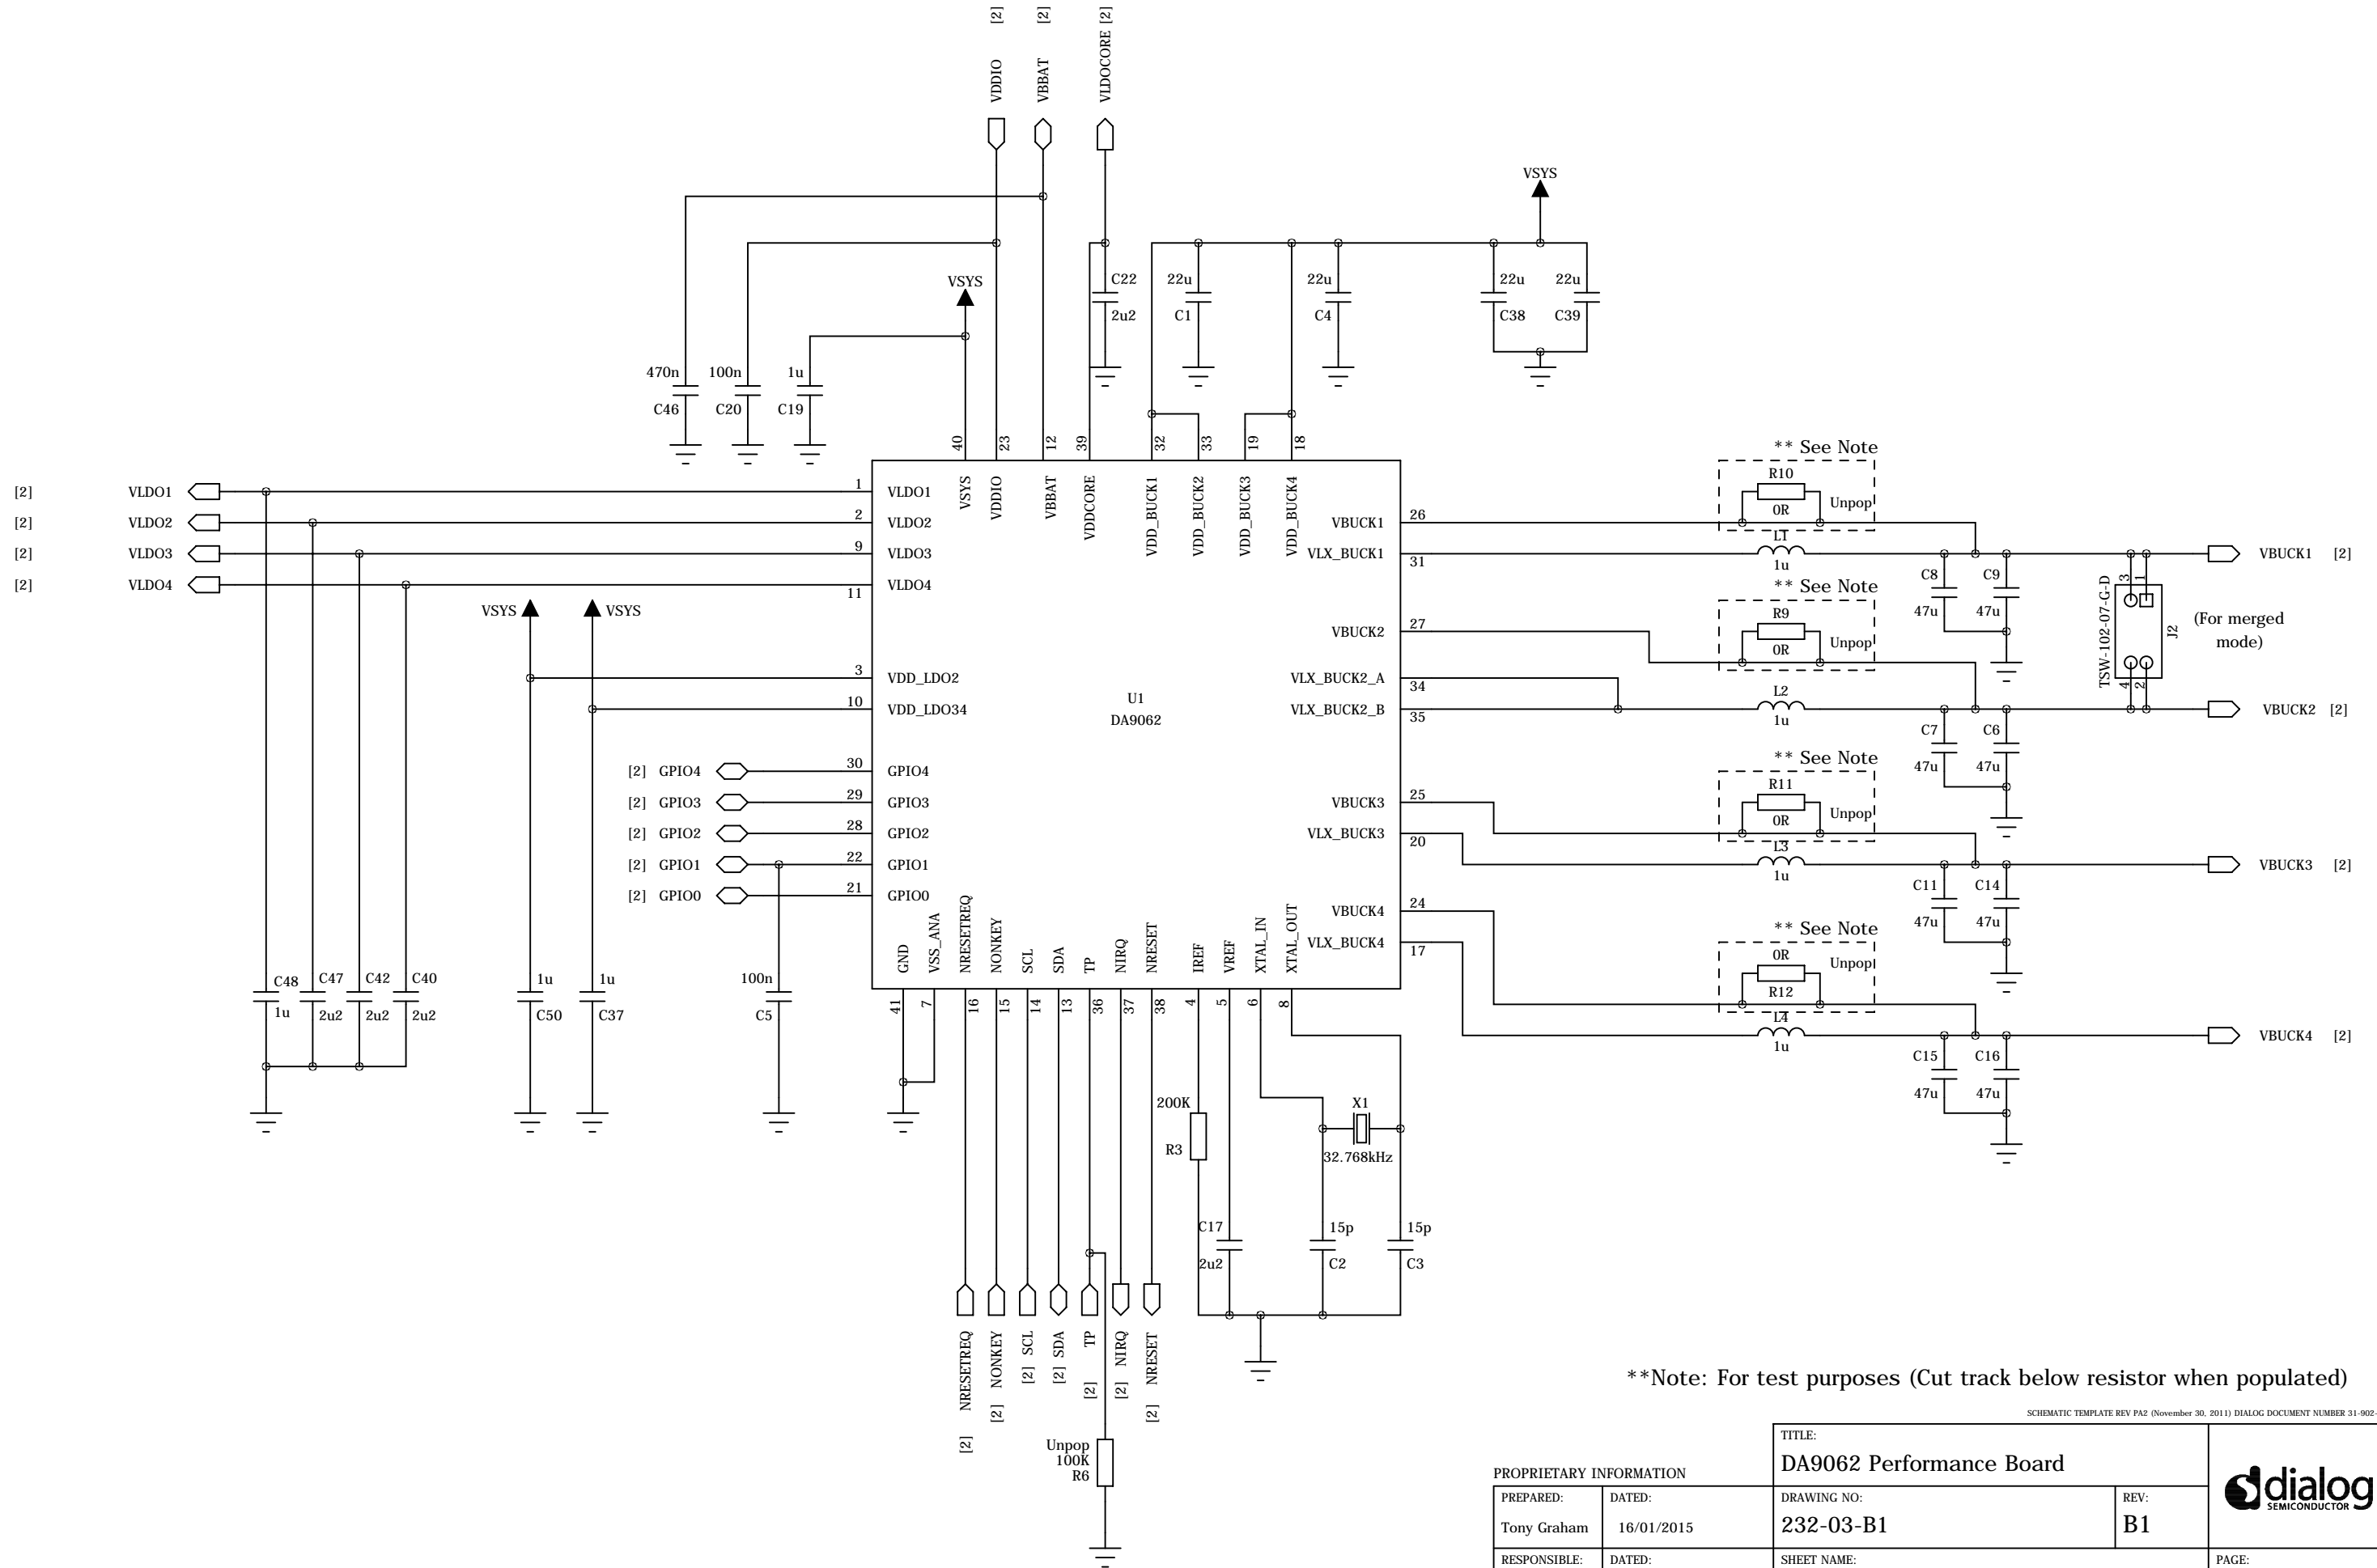 VDDIO [2]
VBBAT [2]
VLDOCORE [2]
VSYS
VSYS
C22
2u2
22u
C1
22u
C4
22u
C38
22u
C39
470n
C46
100n
C20
1u
C19
40
23
12
39
32
33
19
18
VSYS
VDDIO
VBBAT
VDDCORE
VDD_BUCK1
VDD_BUCK2
VDD_BUCK3
VDD_BUCK4
[2] VLDO1
1 VLDO1
[2] VLDO2
2 VLDO2
[2] VLDO3
9 VLDO3
[2] VLDO4
11 VLDO4
VSYS
VSYS
3 VDD_LDO2
10 VDD_LDO34
U1
DA9062
[2] GPIO4 30 GPIO4
[2] GPIO3 29 GPIO3
[2] GPIO2 28 GPIO2
[2] GPIO1 22 GPIO1
[2] GPIO0 21 GPIO0
VBUCK1 26
VLX_BUCK1 31
VBUCK2 27
VLX_BUCK2_A 34
VLX_BUCK2_B 35
VBUCK3 25
VLX_BUCK3 20
VBUCK4 24
VLX_BUCK4 17
** See Note
R10
0R
Unpop
L1
1u
** See Note
R9
0R
Unpop
L2
1u
** See Note
R11
0R
Unpop
L3
1u
** See Note
0R
R12
Unpop
L4
1u
C8
47u
C9
47u
C7
47u
C6
47u
C11
47u
C14
47u
C15
47u
C16
47u
TSW-102-07-G-D
3
1
4
2
J2
(For merged
mode)
VBUCK1 [2]
VBUCK2 [2]
VBUCK3 [2]
VBUCK4 [2]
C48
1u
C47
2u2
C42
2u2
C40
2u2
1u
C50
1u
C37
100n
C5
GND
VSS_ANA
NRESETREQ
NONKEY
SCL
SDA
TP
NIRQ
NRESET
IREF
VREF
XTAL_IN
XTAL_OUT
41
7
16
15
14
13
36
37
38
4
5
6
8
200K
R3
X1
32.768kHz
C17
2u2
15p
C2
15p
C3
[2] NRESETREQ
[2] NONKEY
[2] SCL
[2] SDA
[2] TP
[2] NIRQ
[2] NRESET
Unpop
100K
R6
**Note: For test purposes (Cut track below resistor when populated)
SCHEMATIC TEMPLATE REV PA2 (November 30, 2011) DIALOG DOCUMENT NUMBER 31-902-
PROPRIETARY INFORMATION
TITLE:
DA9062 Performance Board
dialog
SEMICONDUCTOR
PREPARED:
Tony Graham
DATED:
16/01/2015
DRAWING NO:
232-03-B1
REV:
B1
RESPONSIBLE:
DATED:
SHEET NAME:
PAGE: